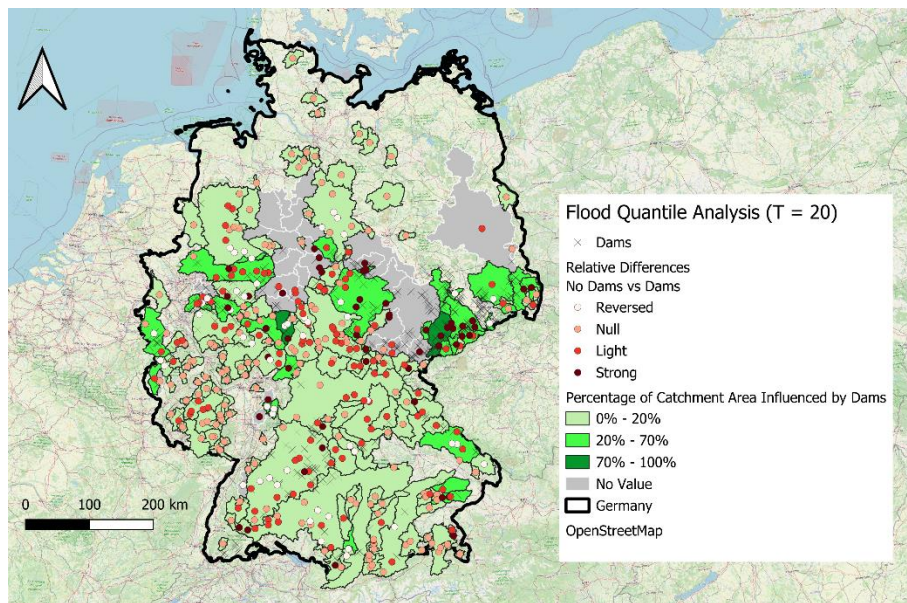 Flood Quantile Analysis (T = 20)
Dams
Relative Differences
No Dams vs Dams
Reversed
Null
Light
Strong
Percentage of Catchment Area Influenced by Dams
0% - 20%
20% - 70%
70% - 100%
No Value
Germany
OpenStreetMap
0 100 200 km